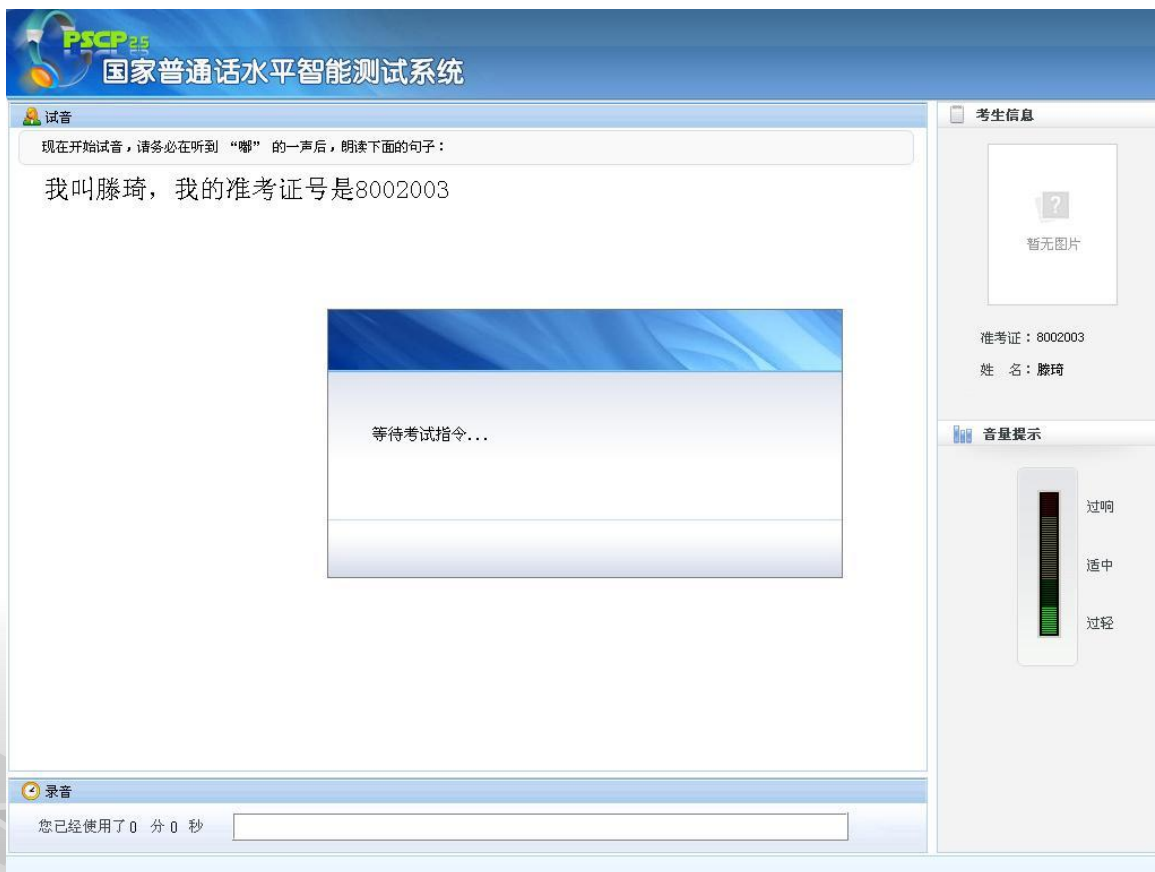 PSCP2.5
国家普通话水平智能测试系统
试音
现在开始试音，请务必在听到“嘟”的一声后，朗读下面的句子：
我叫滕琦，我的准考证号是8002003
等待考试指令...
录音
您已经使用了0 分 0 秒
考生信息
?
暂无图片
准考证：8002003
姓 名：滕琦
音量提示
过响
适中
过轻